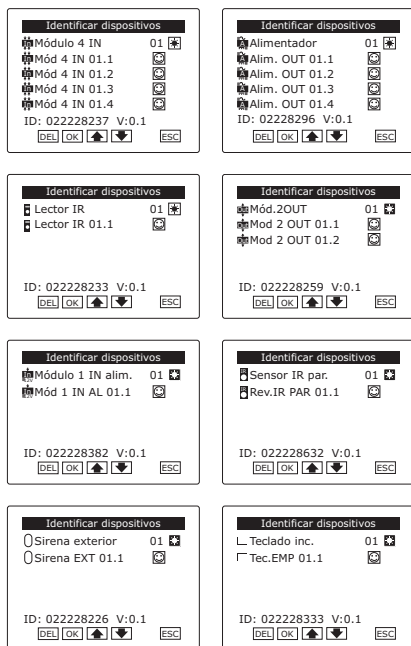 Identificar dispositivos
Módulo 4 IN 01
Mód 4 IN 01.1
Mód 4 IN 01.2
Mód 4 IN 01.3
Mód 4 IN 01.4
ID: 022228237 V:0.1
DEL OK ESC
Identificar dispositivos
Alimentador 01
Alim. OUT 01.1
Alim. OUT 01.2
Alim. OUT 01.3
Alim. OUT 01.4
ID: 02228296 V:0.1
DEL OK ESC
Identificar dispositivos
Lector IR 01
Lector IR 01.1
ID: 022228233 V:0.1
DEL OK ESC
Identificar dispositivos
Mód.2OUT 01
Mod 2 OUT 01.1
Mod 2 OUT 01.2
ID: 022228259 V:0.1
DEL OK ESC
Identificar dispositivos
Módulo 1 IN alim. 01
Mód 1 IN AL 01.1
ID: 022228382 V:0.1
DEL OK ESC
Identificar dispositivos
Sensor IR par. 01
Rev.IR PAR 01.1
ID: 022228632 V:0.1
DEL OK ESC
Identificar dispositivos
Sirena exterior 01
Sirena EXT 01.1
ID: 022228226 V:0.1
DEL OK ESC
Identificar dispositivos
Teclado inc. 01
Tec.EMP 01.1
ID: 022228333 V:0.1
DEL OK ESC